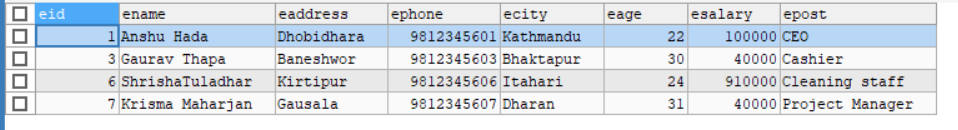 eid ename eaddress ephone ecity eage esalary epost
1 Anshu Hada Dhobidhara 9812345601 Kathmandu 22 100000 CEO
3 Gaurav Thapa Baneshwor 9812345603 Bhaktapur 30 40000 Cashier
6 ShrishaTuladhar Kirtipur 9812345606 Itahari 24 910000 Cleaning staff
7 Krisma Maharjan Gausala 9812345607 Dharan 31 40000 Project Manager